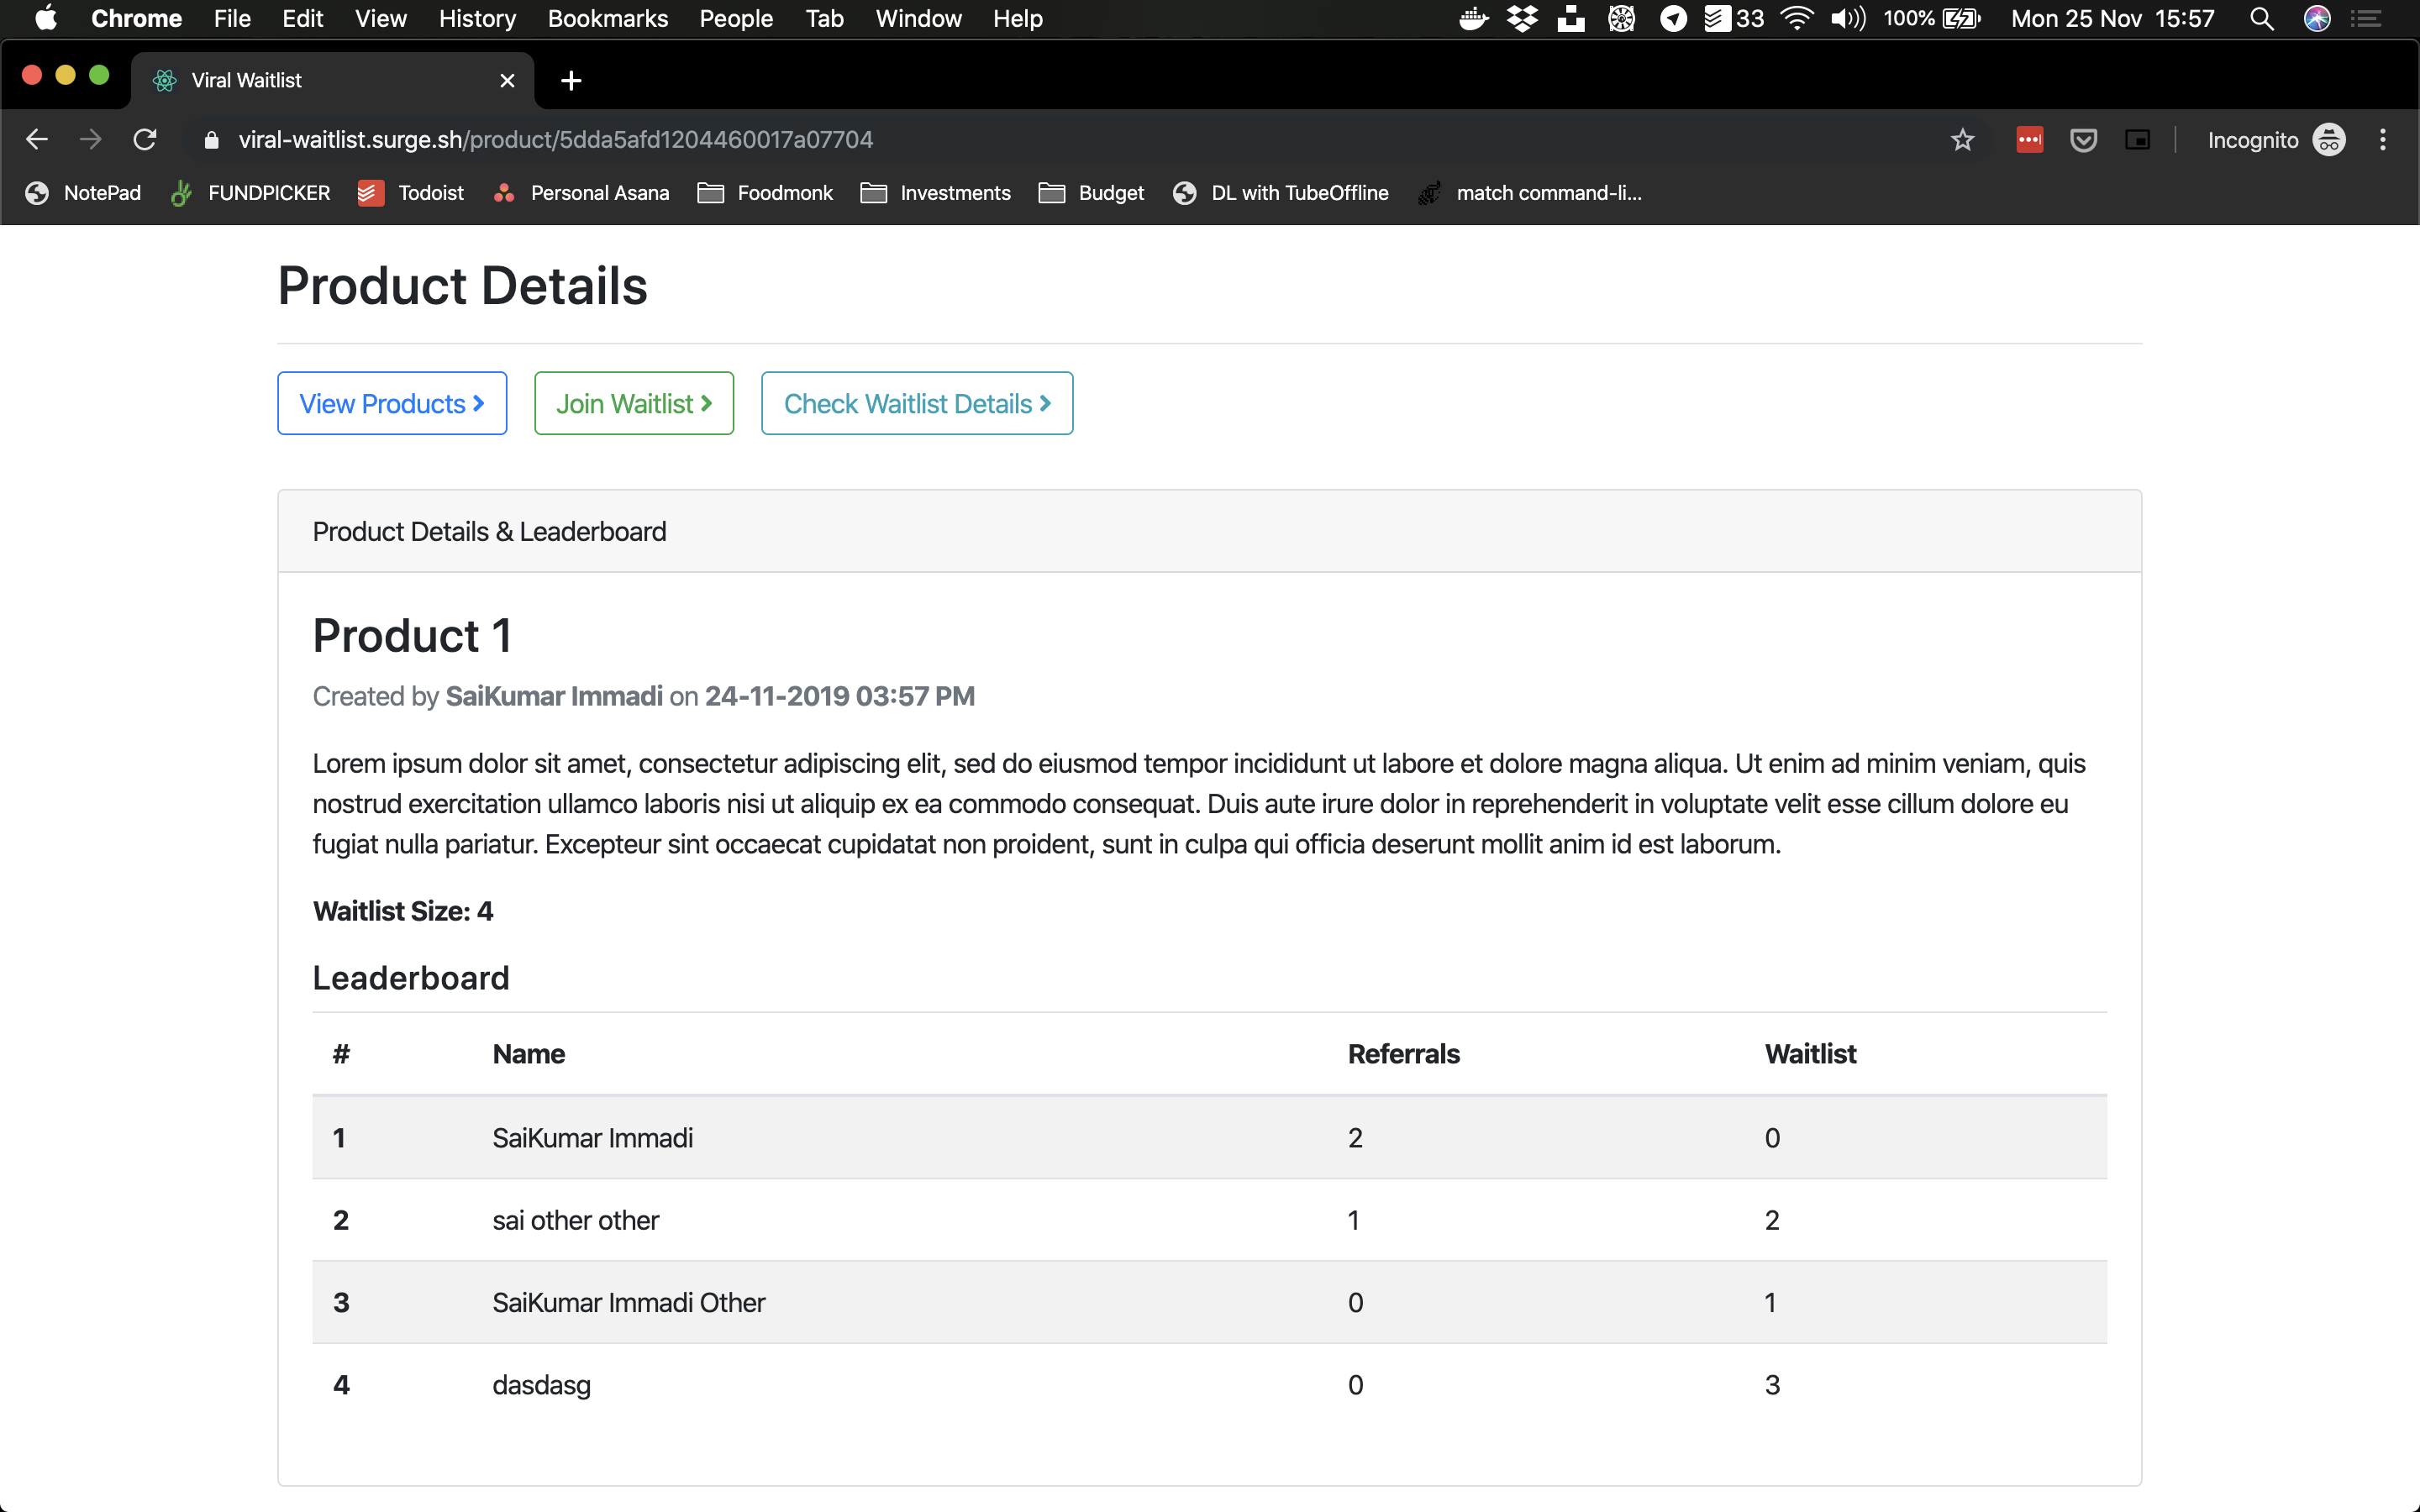 Chrome File Edit View History Bookmarks People Tab Window Help 33 100% Mon 25 Nov 15:57
Viral Waitlist
viral-waitlist.surge.sh/product/5dda5afd1204460017a07704 Incognito
NotePad FUNDPICKER Todoist Personal Asana Foodmonk Investments Budget DL with TubeOffline match command-li...
Product Details
View Products Join Waitlist Check Waitlist Details
Product Details & Leaderboard
Product 1
Created by SaiKumar Immadi on 24-11-2019 03:57 PM
Lorem ipsum dolor sit amet, consectetur adipiscing elit, sed do eiusmod tempor incididunt ut labore et dolore magna aliqua. Ut enim ad minim veniam, quis
nostrud exercitation ullamco laboris nisi ut aliquip ex ea commodo consequat. Duis aute irure dolor in reprehenderit in voluptate velit esse cillum dolore eu
fugiat nulla pariatur. Excepteur sint occaecat cupidatat non proident, sunt in culpa qui officia deserunt mollit anim id est laborum.
Waitlist Size: 4
Leaderboard
# Name Referrals Waitlist
1 SaiKumar Immadi 2 0
2 sai other other 1 2
3 SaiKumar Immadi Other 0 1
4 dasdasg 0 3